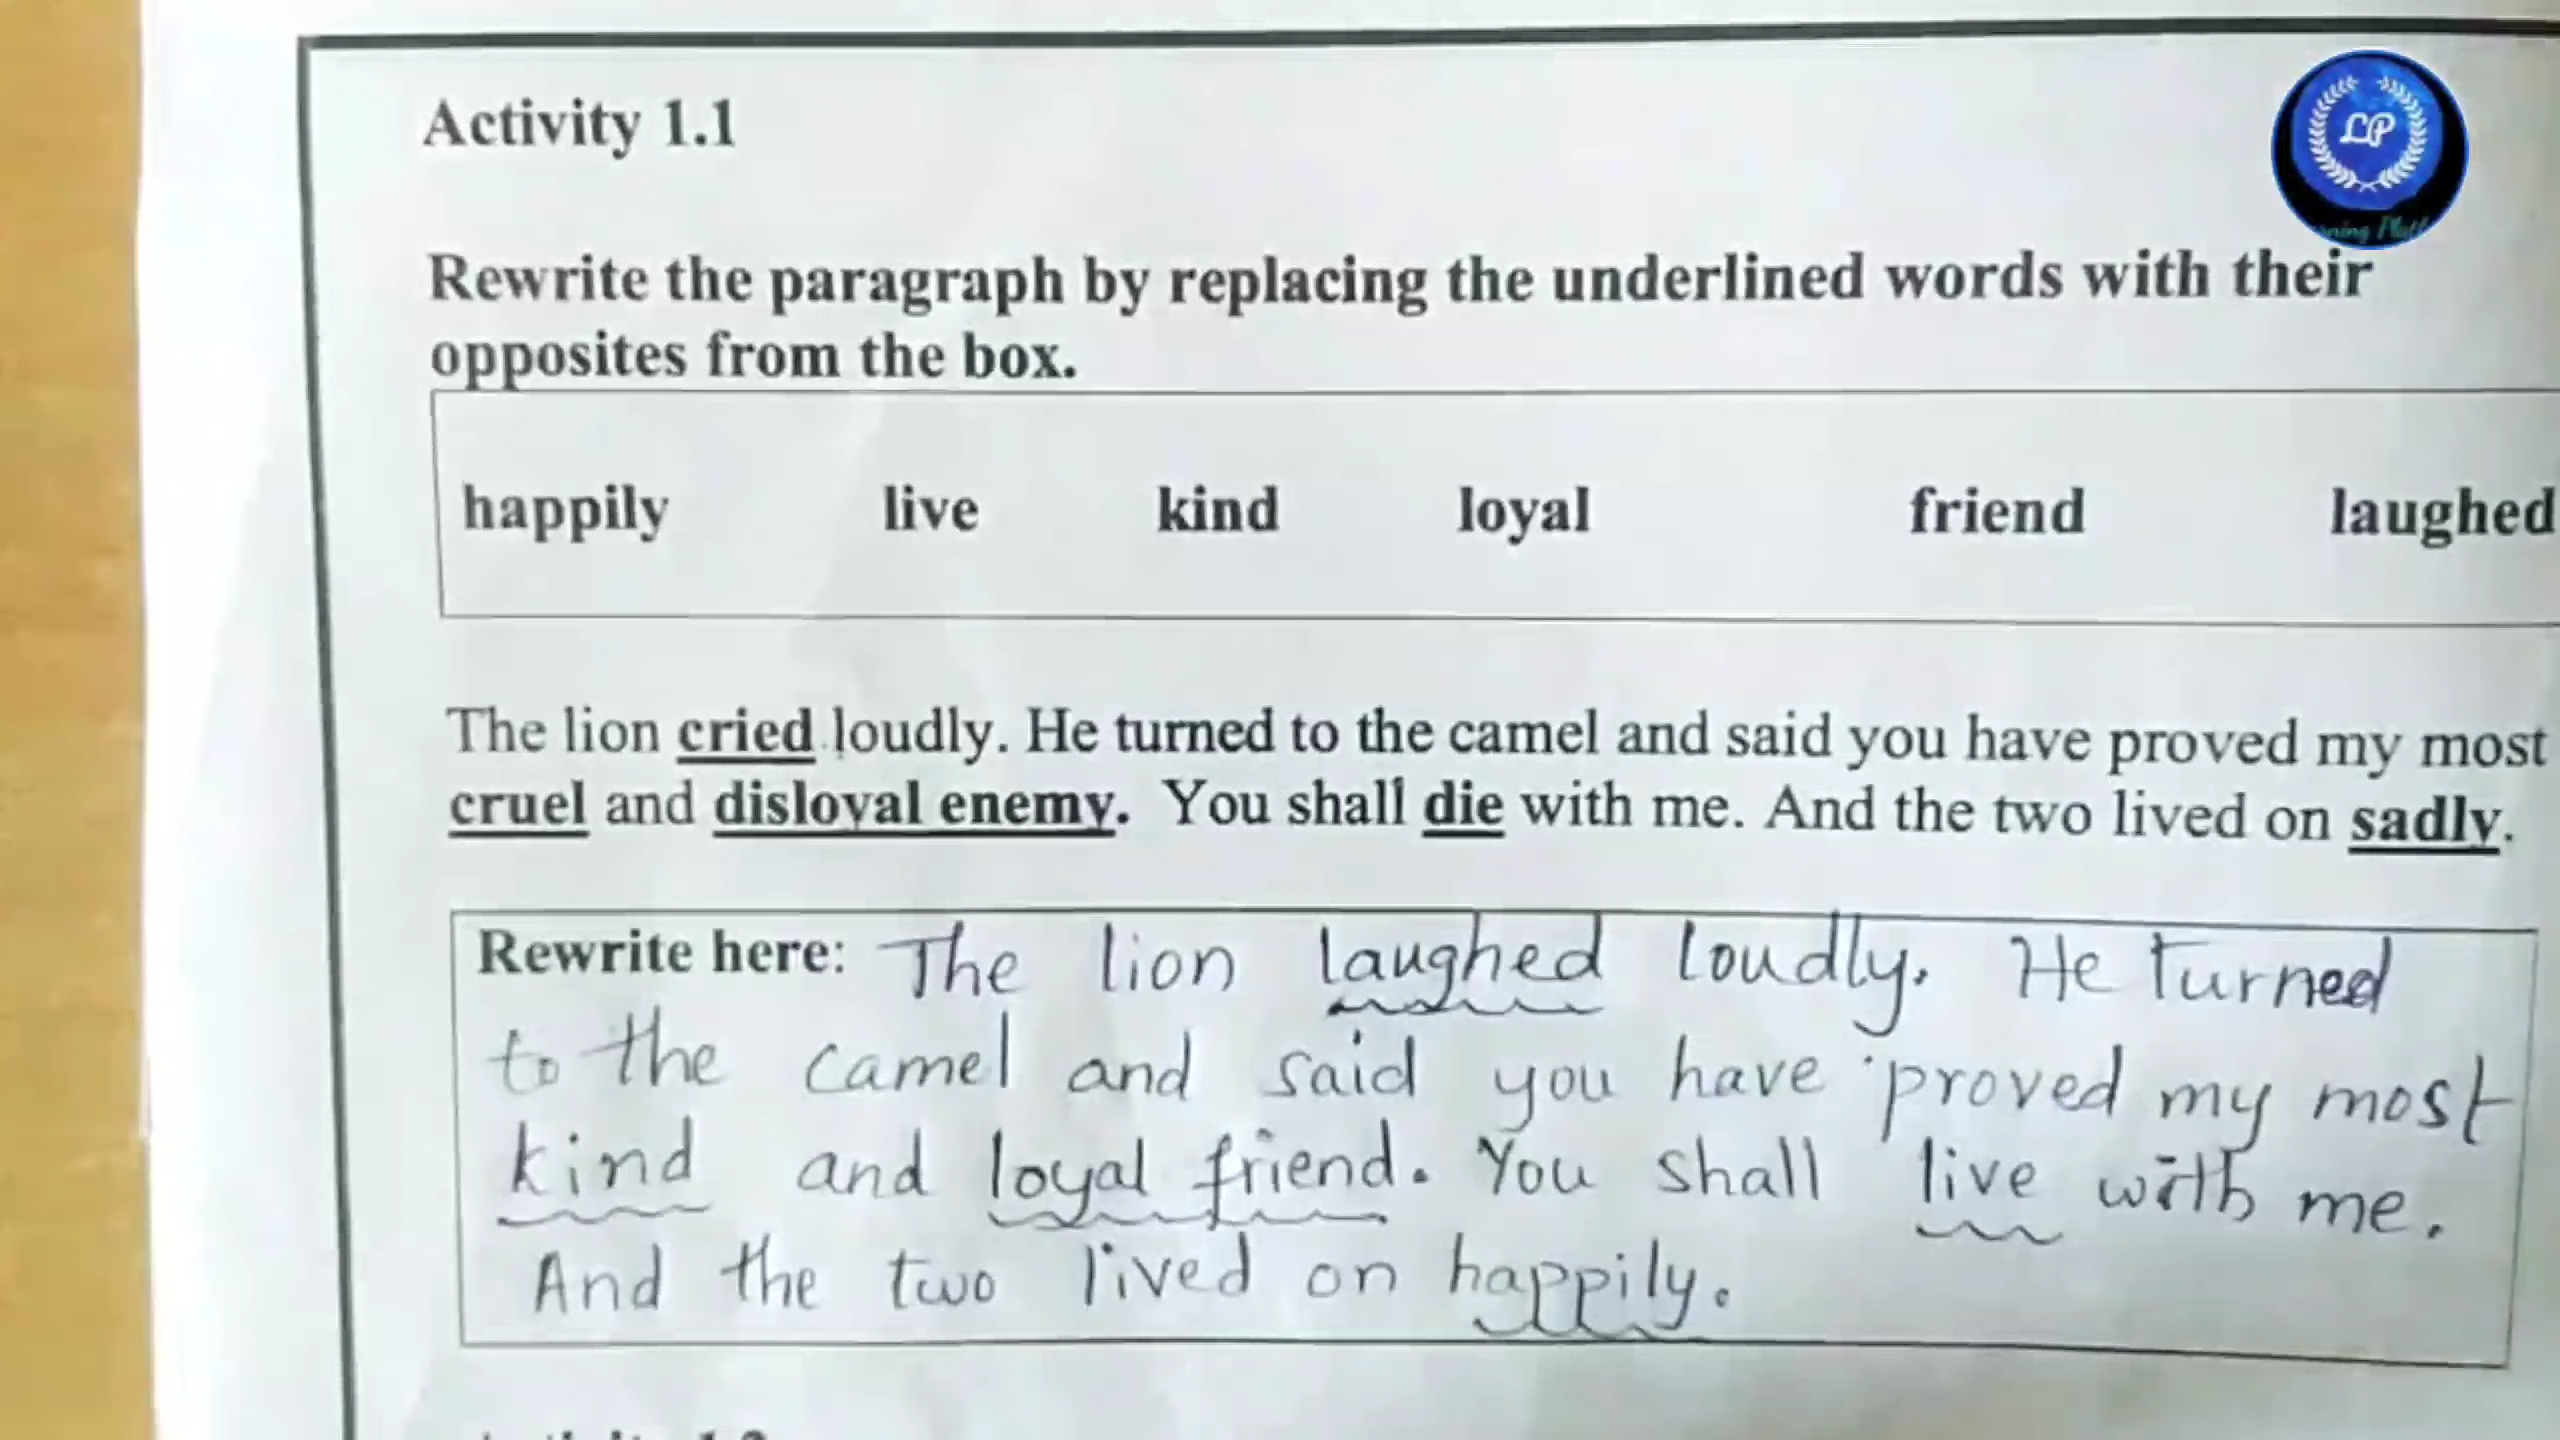 Activity 1.1
LP
Rewrite the paragraph by replacing the underlined words with their
opposites from the box.
happily live kind loyal friend laughed
The lion cried loudly. He turned to the camel and said you have proved my most
cruel and disloyal enemy. You shall die with me. And the two lived on sadly.
Rewrite here: The lion laughed loudly. He turned
to the camel and said you have proved my most
kind and loyal friend. You shall live with me.
And the two lived on happily.